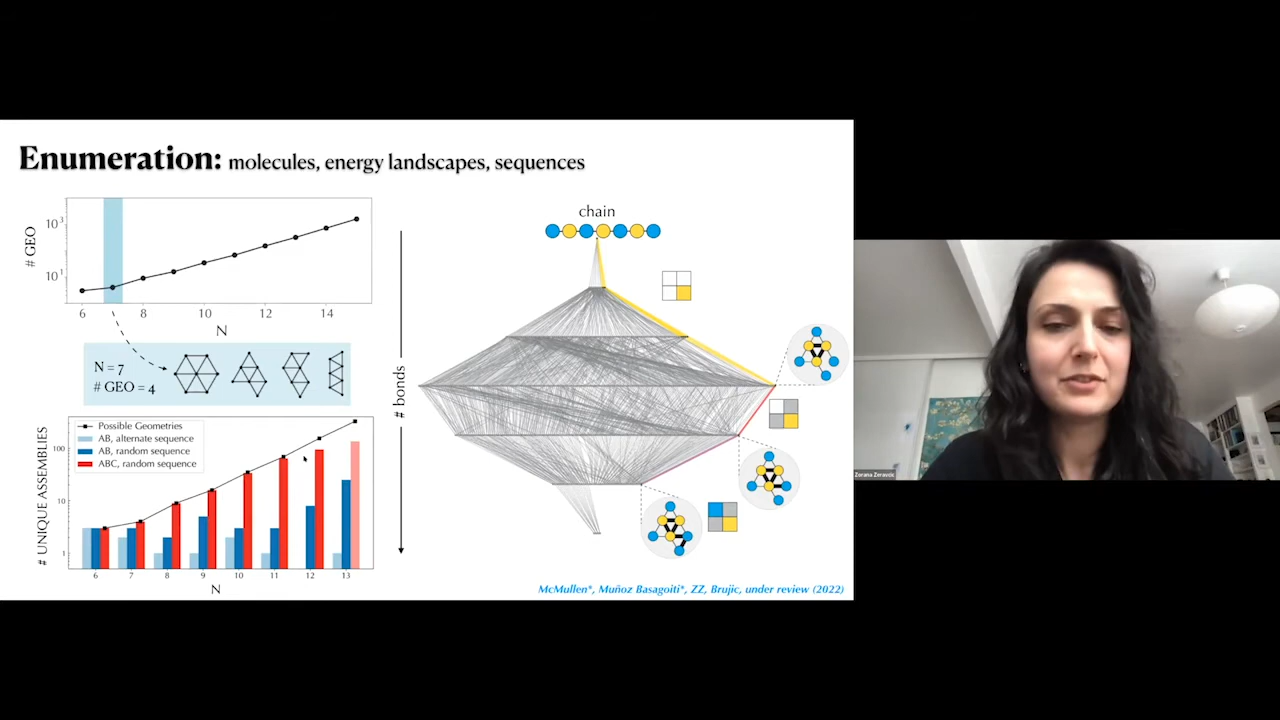 Enumeration: molecules, energy landscapes, sequences
# GEO
10³
10¹
6
8
10
12
14
N
N = 7
# GEO = 4
# UNIQUE ASSEMBLIES
100
10
1
Possible Geometries
AB, alternate sequence
AB, random sequence
ABC, random sequence
6
7
8
9
10
11
12
13
N
# bonds
chain
McMullen*, Muñoz Basagoiti*, ZZ, Brujic, under review (2022)
Zorana Zeravcic